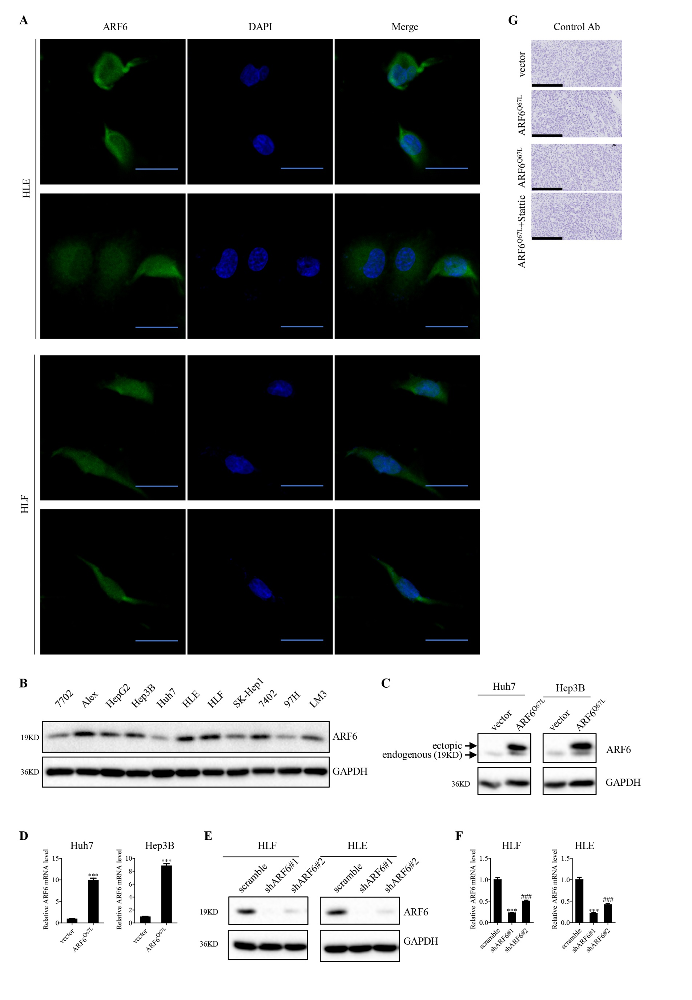 A
ARF6
DAPI
Merge
HLE
HLF
G
Control Ab
vector
ARF6Q67L
ARF6Q67L
ARF6Q67L+Stattic
B
7702
Alex
HepG2
Hep3B
Huh7
HLE
HLF
SK-Hep1
7402
97H
LM3
19KD
ARF6
36KD
GAPDH
C
Huh7
Hep3B
vector
ARF6Q67L
vector
ARF6Q67L
ectopic
endogenous (19KD)
ARF6
36KD
GAPDH
D
Huh7
Relative ARF6 mRNA level
15
10
5
0
***
vector
ARF6Q67L
Hep3B
Relative ARF6 mRNA level
10
8
6
4
2
0
***
vector
ARF6Q67L
E
HLF
HLE
scramble
shARF6#1
shARF6#2
scramble
shARF6#1
shARF6#2
19KD
ARF6
36KD
GAPDH
F
HLF
Relative ARF6 mRNA level
1.5
1.0
0.5
0.0
***
###
scramble
shARF6#1
shARF6#2
HLE
Relative ARF6 mRNA level
1.5
1.0
0.5
0.0
***
###
scramble
shARF6#1
shARF6#2